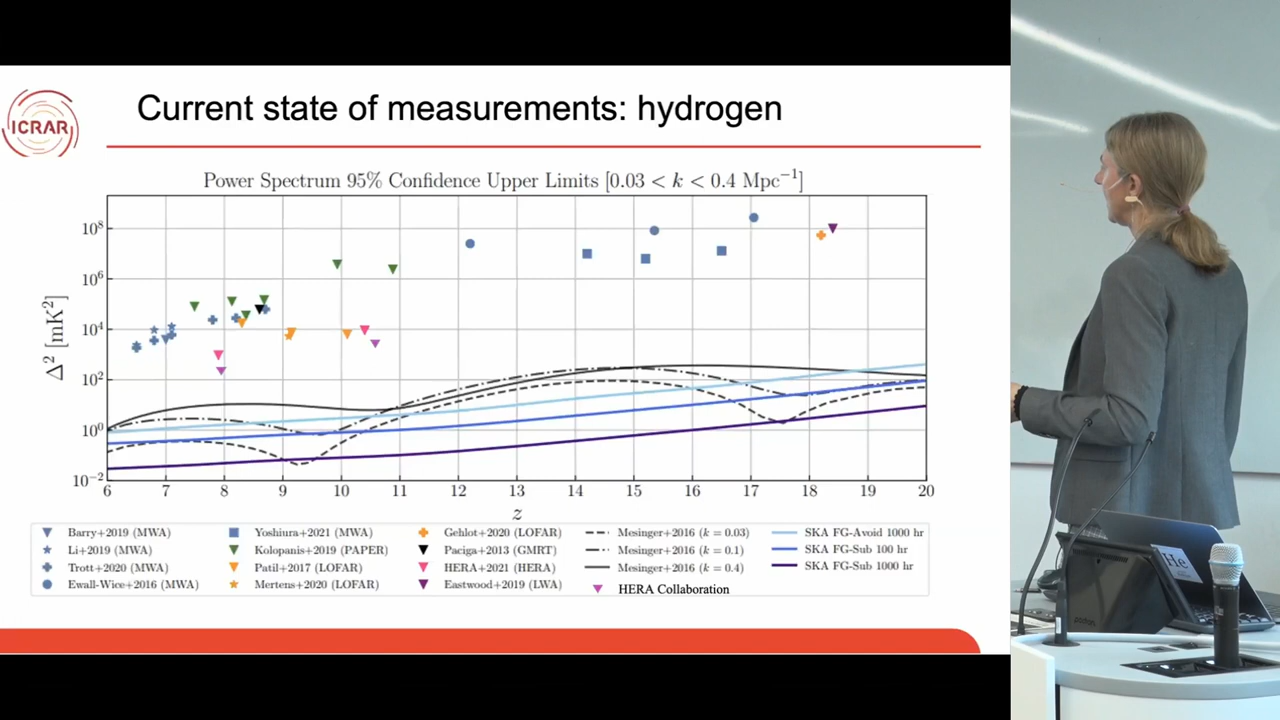 ICRAR
Current state of measurements: hydrogen
Power Spectrum 95% Confidence Upper Limits [0.03 < k < 0.4 Mpc⁻¹]
10⁸
10⁶
10⁴
10²
10⁰
10⁻²
Δ² [mK²]
6 7 8 9 10 11 12 13 14 15 16 17 18 19 20
z
Barry+2019 (MWA)
Li+2019 (MWA)
Trott+2020 (MWA)
Ewall-Wice+2016 (MWA)
Yoshiura+2021 (MWA)
Kolopanis+2019 (PAPER)
Patil+2017 (LOFAR)
Mertens+2020 (LOFAR)
Gehlot+2020 (LOFAR)
Paciga+2013 (GMRT)
HERA+2021 (HERA)
Eastwood+2019 (LWA)
Mesinger+2016 (k = 0.03)
Mesinger+2016 (k = 0.1)
Mesinger+2016 (k = 0.4)
HERA Collaboration
SKA FG-Avoid 1000 hr
SKA FG-Sub 100 hr
SKA FG-Sub 1000 hr
He